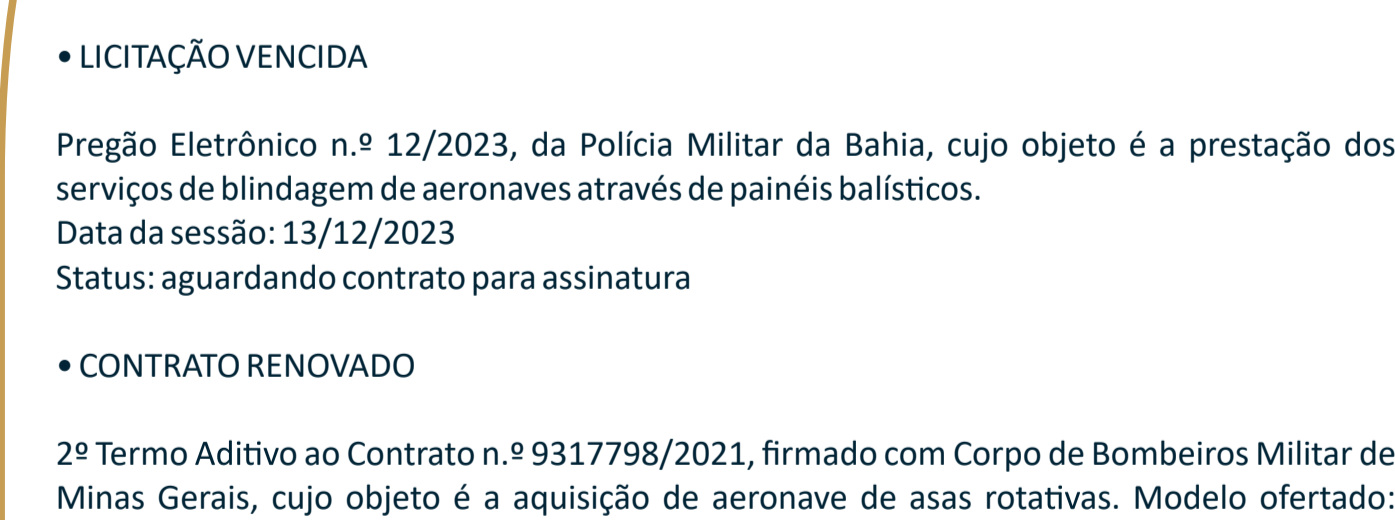 • LICITAÇÃO VENCIDA
Pregão Eletrônico n.º 12/2023, da Polícia Militar da Bahia, cujo objeto é a prestação dos
serviços de blindagem de aeronaves através de painéis balísticos.
Data da sessão: 13/12/2023
Status: aguardando contrato para assinatura
• CONTRATO RENOVADO
2º Termo Aditivo ao Contrato n.º 9317798/2021, firmado com Corpo de Bombeiros Militar de
Minas Gerais, cujo objeto é a aquisição de aeronave de asas rotativas. Modelo ofertado: